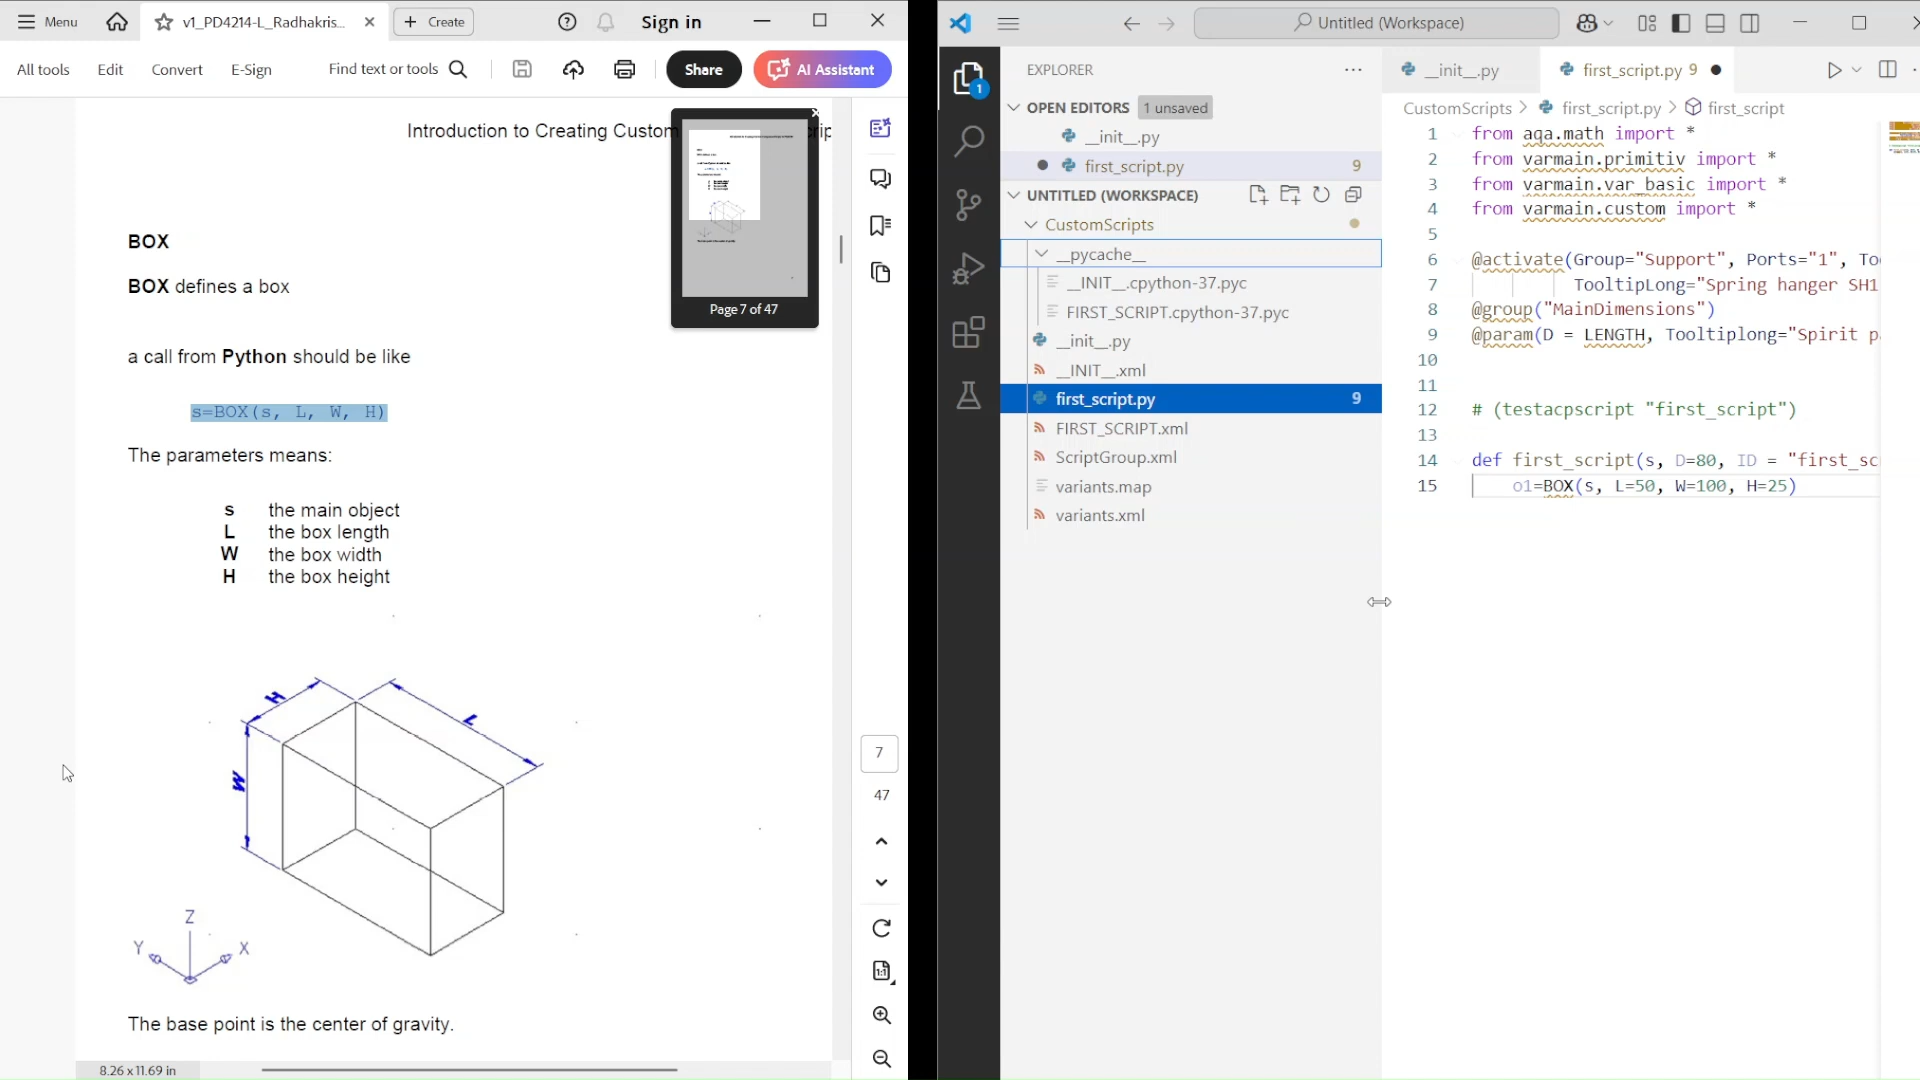 Menu
v1_PD4214-L_Radhakris...
Create
Sign in
All tools
Edit
Convert
E-Sign
Find text or tools
Share
AI Assistant
Introduction to Creating Custom
Page 7 of 47
BOX
BOX defines a box
a call from Python should be like
s=BOX(s, L, W, H)
The parameters means:
s the main object
L the box length
W the box width
H the box height
H
L
W
Z
Y
X
The base point is the center of gravity.
8.26 x 11.69 in
7
47
1:1
Untitled (Workspace)
1
EXPLORER
OPEN EDITORS 1 unsaved
__init__.py
first_script.py 9
UNTITLED (WORKSPACE)
CustomScripts
__pycache__
__INIT__.cpython-37.pyc
FIRST_SCRIPT.cpython-37.pyc
__init__.py
__INIT__.xml
first_script.py 9
FIRST_SCRIPT.xml
ScriptGroup.xml
variants.map
variants.xml
__init__.py
first_script.py 9
CustomScripts > first_script.py > first_script
1 from aqa.math import *
2 from varmain.primitiv import *
3 from varmain.var_basic import *
4 from varmain.custom import *
5
6 @activate(Group="Support", Ports="1", To
7 TooltipLong="Spring hanger SH1
8 @group("MainDimensions")
9 @param(D = LENGTH, Tooltiplong="Spirit p
10
11
12 # (testacpscript "first_script")
13
14 def first_script(s, D=80, ID = "first_sc
15 o1=BOX(s, L=50, W=100, H=25)